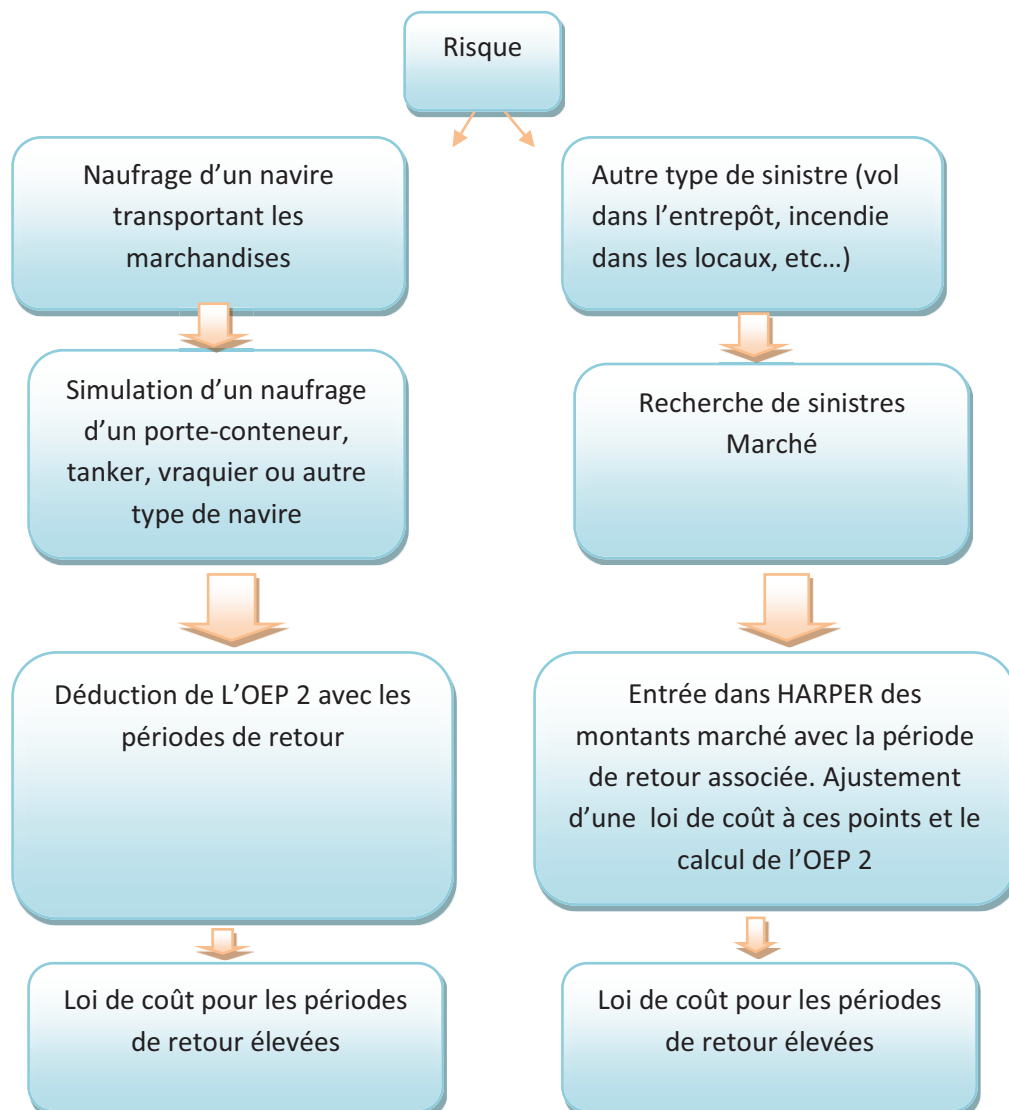 Risque
Naufrage d’un navire
transportant les
marchandises
Autre type de sinistre (vol
dans l’entrepôt, incendie
dans les locaux, etc…)
Simulation d’un naufrage
d’un porte-conteneur,
tanker, vraquier ou autre
type de navire
Recherche de sinistres
Marché
Déduction de L’OEP 2 avec les
périodes de retour
Entrée dans HARPER des
montants marché avec la période
de retour associée. Ajustement
d’une loi de coût à ces points et le
calcul de l’OEP 2
Loi de coût pour les périodes
de retour élevées
Loi de coût pour les périodes
de retour élevées